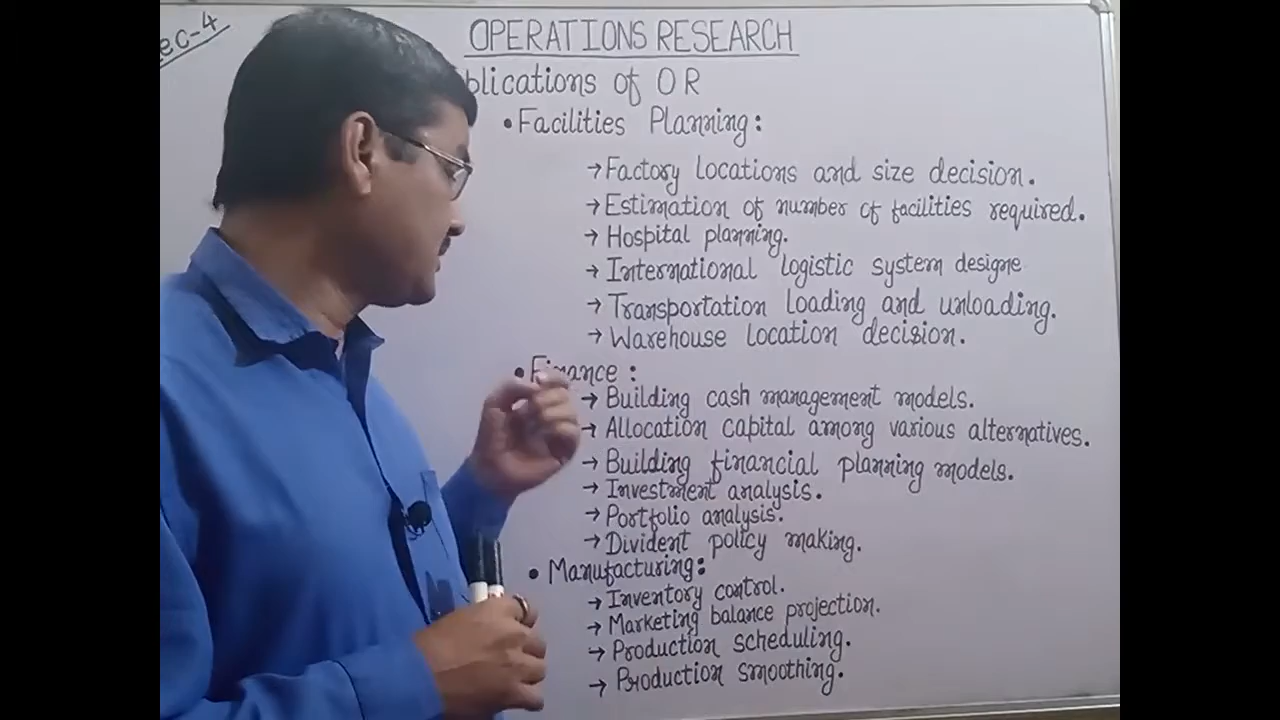 ec-4
OPERATIONS RESEARCH
plications of OR
• Facilities Planning:
→ Factory locations and size decision.
→ Estimation of number of facilities required.
→ Hospital planning.
→ International logistic system designe
→ Transportation loading and unloading.
→ Warehouse location decision.
• Finance:
→ Building cash management models.
→ Allocation capital among various alternatives.
→ Building financial planning models.
→ Investment analysis.
→ Portfolio analysis.
→ Divident policy making.
• Manufacturing:
→ Inventory control.
→ Marketing balance projection.
→ Production scheduling.
→ Production smoothing.